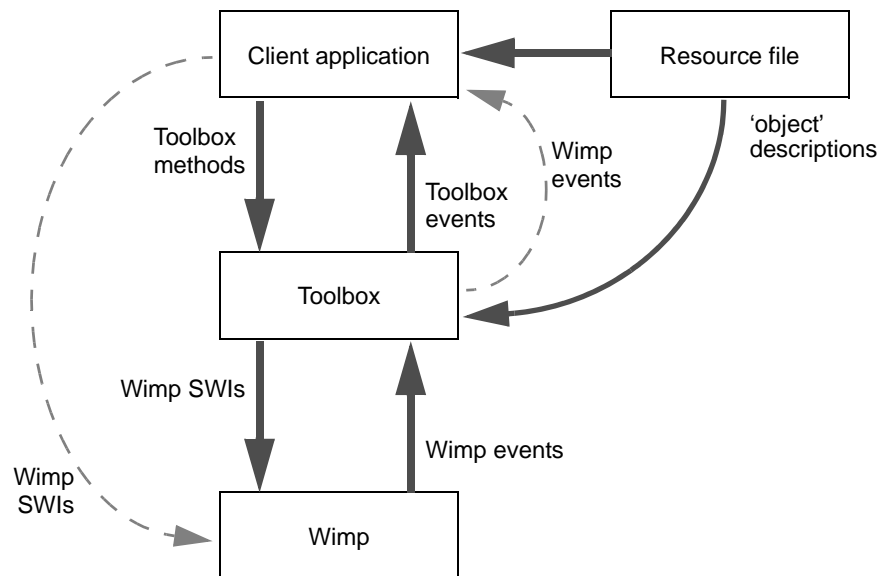 Client application
Resource file
Toolbox
methods
Toolbox
events
Wimp
events
‘object’
descriptions
Toolbox
Wimp SWIs
Wimp events
Wimp
SWIs
Wimp